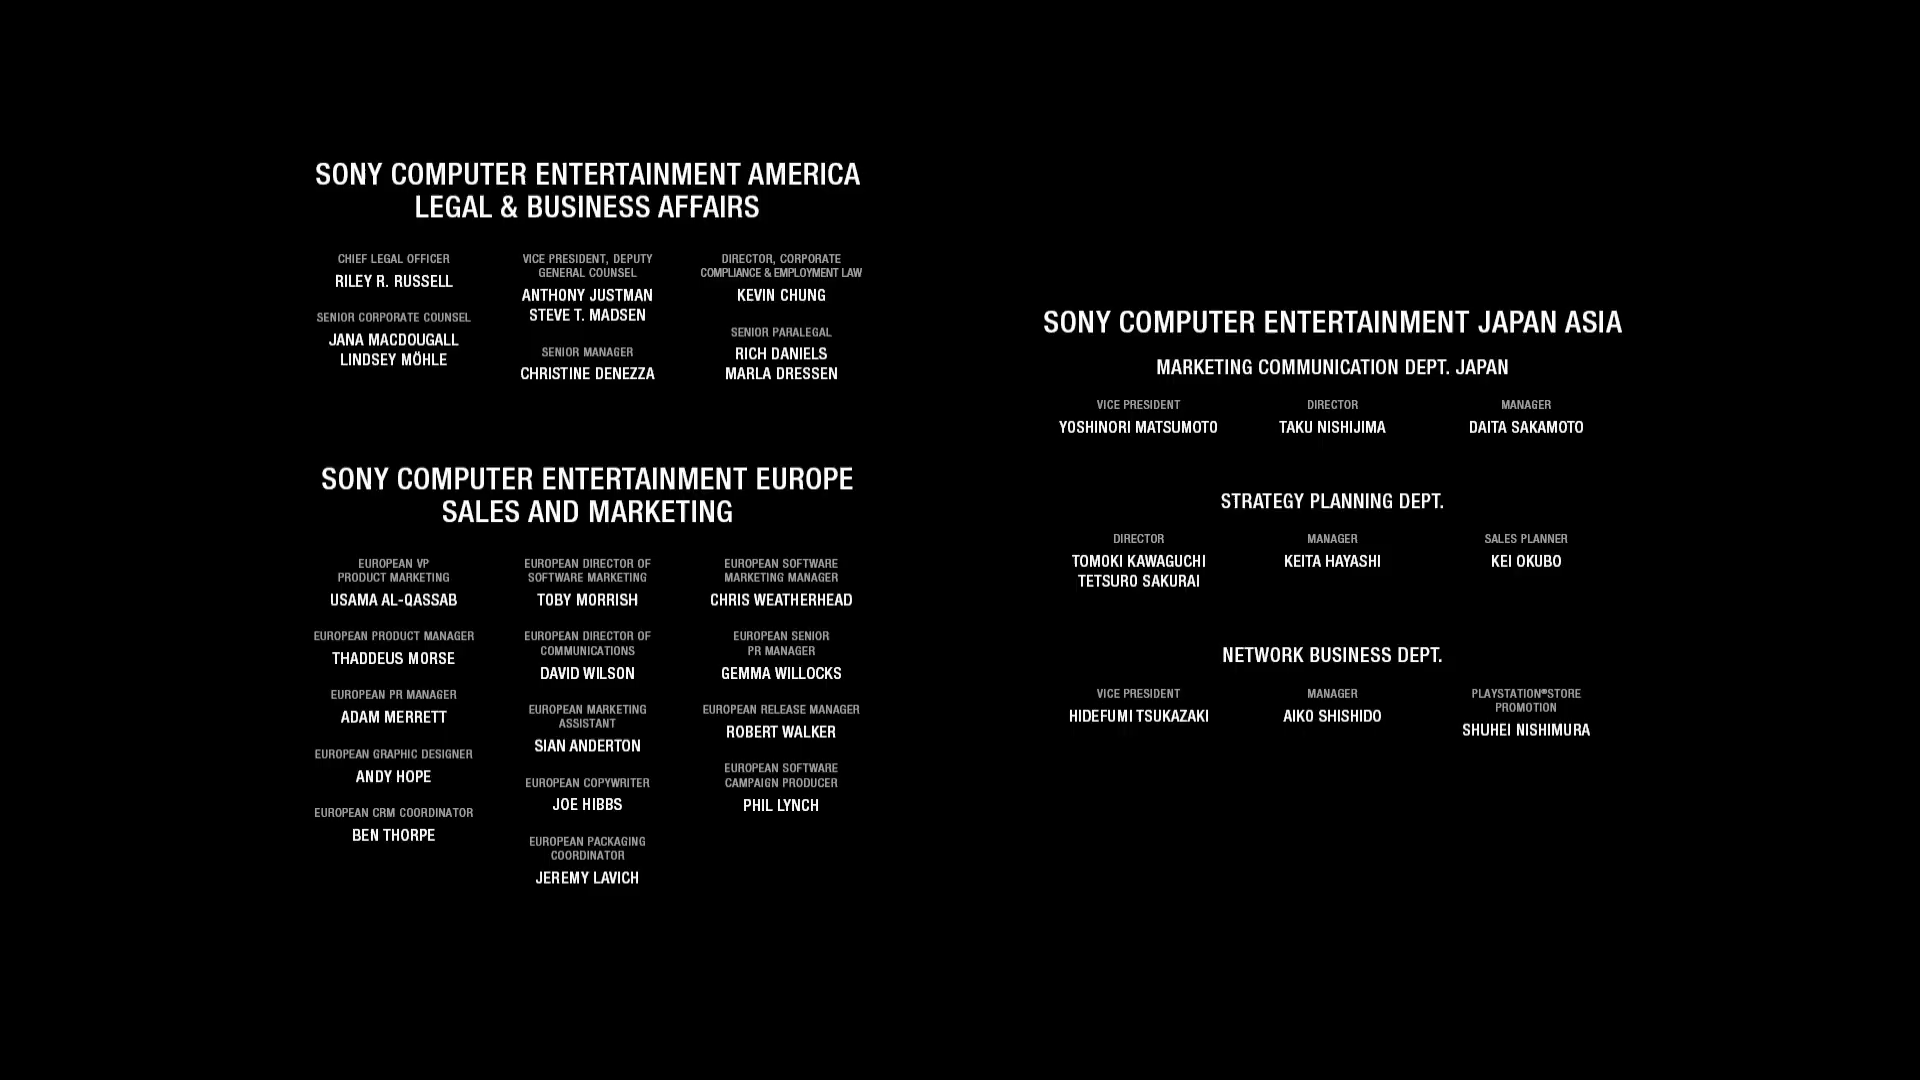 SONY COMPUTER ENTERTAINMENT AMERICA
LEGAL & BUSINESS AFFAIRS
CHIEF LEGAL OFFICER
RILEY R. RUSSELL
SENIOR CORPORATE COUNSEL
JANA MACDOUGALL
LINDSEY MÖHLE
VICE PRESIDENT, DEPUTY
GENERAL COUNSEL
ANTHONY JUSTMAN
STEVE T. MADSEN
SENIOR MANAGER
CHRISTINE DENEZZA
DIRECTOR, CORPORATE
COMPLIANCE & EMPLOYMENT LAW
KEVIN CHUNG
SENIOR PARALEGAL
RICH DANIELS
MARLA DRESSEN
SONY COMPUTER ENTERTAINMENT EUROPE
SALES AND MARKETING
EUROPEAN VP
PRODUCT MARKETING
USAMA AL-QASSAB
EUROPEAN PRODUCT MANAGER
THADDEUS MORSE
EUROPEAN PR MANAGER
ADAM MERRETT
EUROPEAN GRAPHIC DESIGNER
ANDY HOPE
EUROPEAN CRM COORDINATOR
BEN THORPE
EUROPEAN DIRECTOR OF
SOFTWARE MARKETING
TOBY MORRISH
EUROPEAN DIRECTOR OF
COMMUNICATIONS
DAVID WILSON
EUROPEAN MARKETING
ASSISTANT
SIAN ANDERTON
EUROPEAN COPYWRITER
JOE HIBBS
EUROPEAN PACKAGING
COORDINATOR
JEREMY LAVICH
EUROPEAN SOFTWARE
MARKETING MANAGER
CHRIS WEATHERHEAD
EUROPEAN SENIOR
PR MANAGER
GEMMA WILLOCKS
EUROPEAN RELEASE MANAGER
ROBERT WALKER
EUROPEAN SOFTWARE
CAMPAIGN PRODUCER
PHIL LYNCH
SONY COMPUTER ENTERTAINMENT JAPAN ASIA
MARKETING COMMUNICATION DEPT. JAPAN
VICE PRESIDENT
YOSHINORI MATSUMOTO
DIRECTOR
TAKU NISHIJIMA
MANAGER
DAITA SAKAMOTO
STRATEGY PLANNING DEPT.
DIRECTOR
TOMOKI KAWAGUCHI
TETSURO SAKURAI
MANAGER
KEITA HAYASHI
SALES PLANNER
KEI OKUBO
NETWORK BUSINESS DEPT.
VICE PRESIDENT
HIDEFUMI TSUKAZAKI
MANAGER
AIKO SHISHIDO
PLAYSTATION®STORE
PROMOTION
SHUHEI NISHIMURA